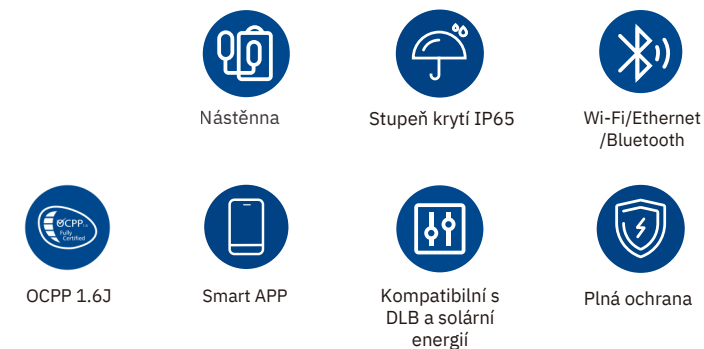 Nástěnna
Stupeň krytí IP65
Wi-Fi/Ethernet
/Bluetooth
OCPP
Fully
Certified
OCPP 1.6J
Smart APP
Kompatibilní s
DLB a solární
energií
Plná ochrana